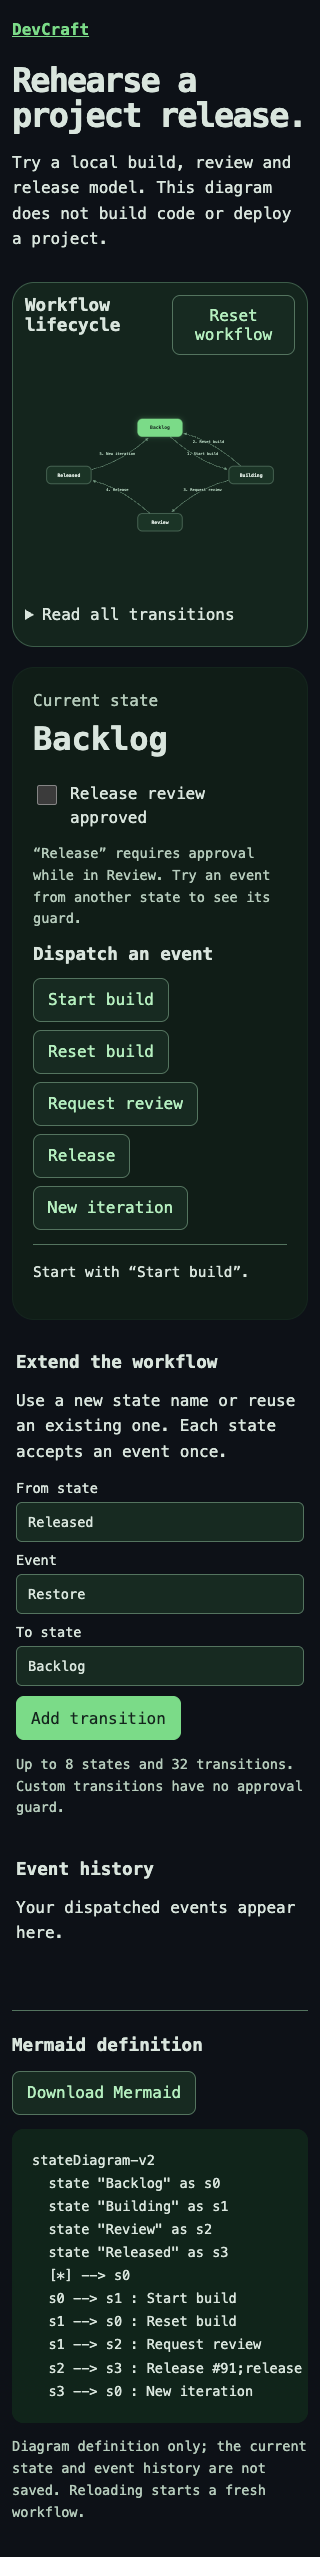 DevCraft
Rehearse a
project release.
Try a local build, review and
release model. This diagram
does not build code or deploy
a project.
Workflow
lifecycle
Reset
workflow
Backlog
2. Reset build
5. New iteration
1. Start build
Released
Building
4. Release
3. Request review
Review
▶ Read all transitions
Current state
Backlog
Release review
approved
“Release” requires approval
while in Review. Try an event
from another state to see its
guard.
Dispatch an event
Start build
Reset build
Request review
Release
New iteration
Start with “Start build”.
Extend the workflow
Use a new state name or reuse
an existing one. Each state
accepts an event once.
From state
Released
Event
Restore
To state
Backlog
Add transition
Up to 8 states and 32 transitions.
Custom transitions have no approval
guard.
Event history
Your dispatched events appear
here.
Mermaid definition
Download Mermaid
stateDiagram-v2
state "Backlog" as s0
state "Building" as s1
state "Review" as s2
state "Released" as s3
[*] --> s0
s0 --> s1 : Start build
s1 --> s0 : Reset build
s1 --> s2 : Request review
s2 --> s3 : Release #91;release
s3 --> s0 : New iteration
Diagram definition only; the current
state and event history are not
saved. Reloading starts a fresh
workflow.